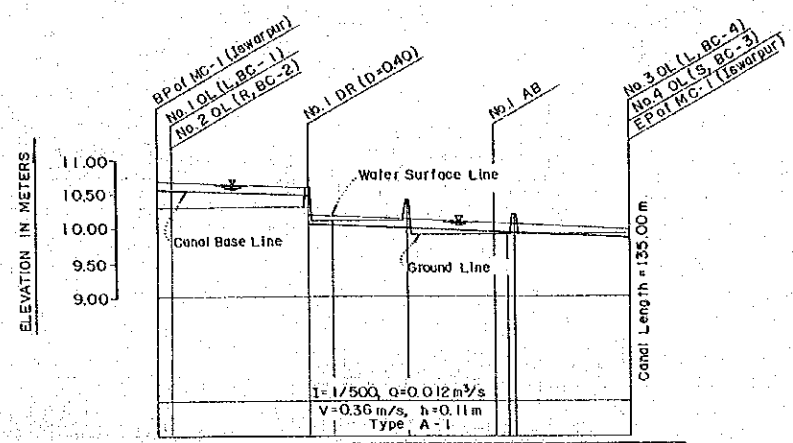 BP of MC-1 (Iswarpur)
No.1 OL (L, BC-1)
No.2 OL (R, BC-2)
No.1 DR (D=0.40)
No.1 AB
No.3 OL (L, BC-4)
No.4 OL (S, BC-3)
EP of MC-1 (Iswarpur)
ELEVATION IN METERS
11.00
10.50
10.00
9.50
9.00
Water Surface Line
Canal Base Line
Ground Line
Canal Length = 135.00 m
I=1/500, Q=0.012 m³/s
V=0.36 m/s, h=0.11 m
Type A-1